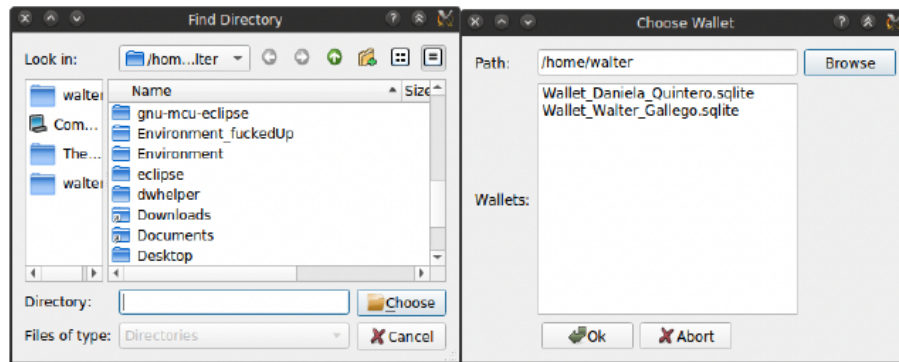 Find Directory
Look in:
/hom...lter
walter
Com...
The...
walter
Name
Size
gnu-mcu-eclipse
Environment_fuckedUp
Environment
eclipse
dwhelper
Downloads
Documents
Desktop
Directory:
Choose
Files of type:
Directories
Cancel
Choose Wallet
Path:
/home/walter
Browse
Wallets:
Wallet_Daniela_Quintero.sqlite
Wallet_Walter_Gallego.sqlite
Ok
Abort